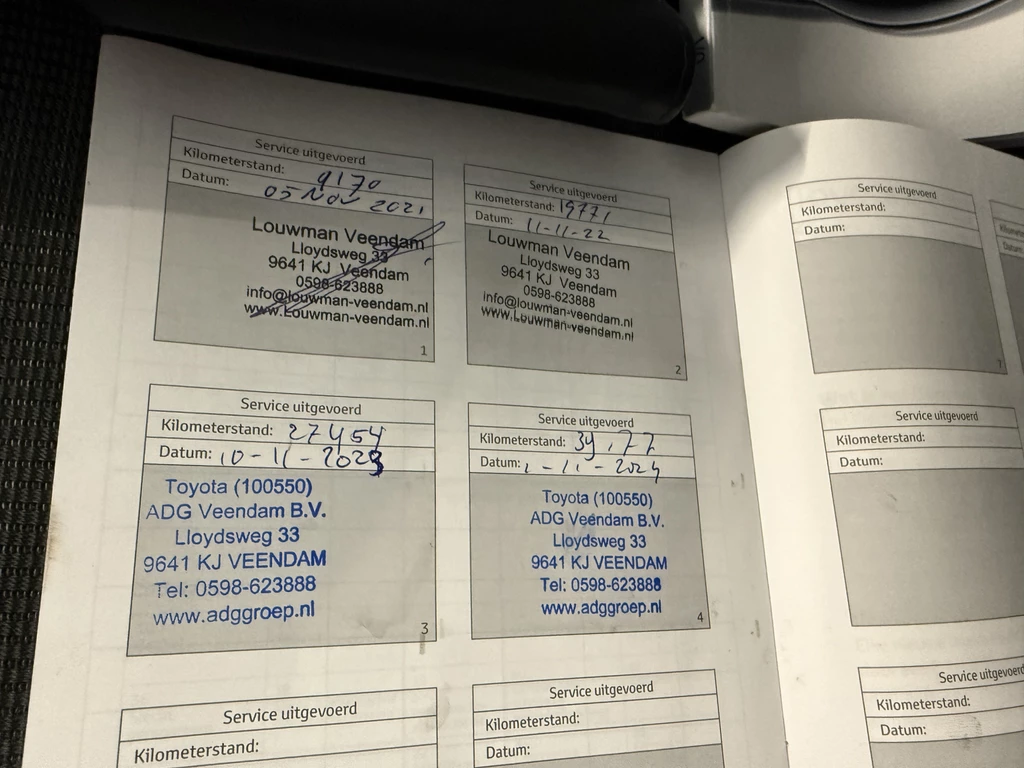 Service uitgevoerd
Kilometerstand: 9170
Datum: 05 Nov 2021
Louwman Veendam
Lloydsweg 33
9641 KJ Veendam
0598-623888
info@louwman-veendam.nl
www.Louwman-veendam.nl
1
Service uitgevoerd
Kilometerstand: 19771
Datum: 11-11-22
Louwman Veendam
Lloydsweg 33
9641 KJ Veendam
0598-623888
info@louwman-veendam.nl
www.Louwman-veendam.nl
2
Service uitgevoerd
Kilometerstand: 27454
Datum: 10-11-2023
Toyota (100550)
ADG Veendam B.V.
Lloydsweg 33
9641 KJ VEENDAM
Tel: 0598-623888
www.adggroep.nl
3
Service uitgevoerd
Kilometerstand:
Datum: 1-11-2024
Toyota (100550)
ADG Veendam B.V.
Lloydsweg 33
9641 KJ VEENDAM
Tel: 0598-623888
www.adggroep.nl
4
Service uitgevoerd
Kilometerstand:
Service uitgevoerd
Kilometerstand:
Datum:
Service uitgevoerd
Kilometerstand:
Datum:
7
Service uitgevoerd
Kilometerstand:
Datum:
Service uitgevoerd
Kilometerstand:
Datum: